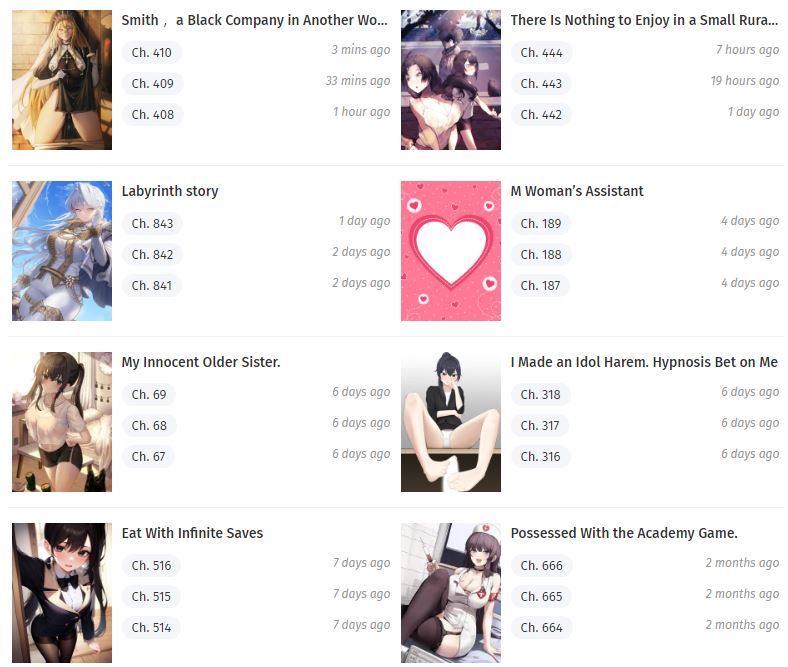 Smith， a Black Company in Another Wo...
Ch. 410 3 mins ago
Ch. 409 33 mins ago
Ch. 408 1 hour ago
There Is Nothing to Enjoy in a Small Rura...
Ch. 444 7 hours ago
Ch. 443 19 hours ago
Ch. 442 1 day ago
Labyrinth story
Ch. 843 1 day ago
Ch. 842 2 days ago
Ch. 841 2 days ago
M Woman’s Assistant
Ch. 189 4 days ago
Ch. 188 4 days ago
Ch. 187 4 days ago
My Innocent Older Sister.
Ch. 69 6 days ago
Ch. 68 6 days ago
Ch. 67 6 days ago
I Made an Idol Harem. Hypnosis Bet on Me
Ch. 318 6 days ago
Ch. 317 6 days ago
Ch. 316 6 days ago
Eat With Infinite Saves
Ch. 516 7 days ago
Ch. 515 7 days ago
Ch. 514 7 days ago
Possessed With the Academy Game.
Ch. 666 2 months ago
Ch. 665 2 months ago
Ch. 664 2 months ago